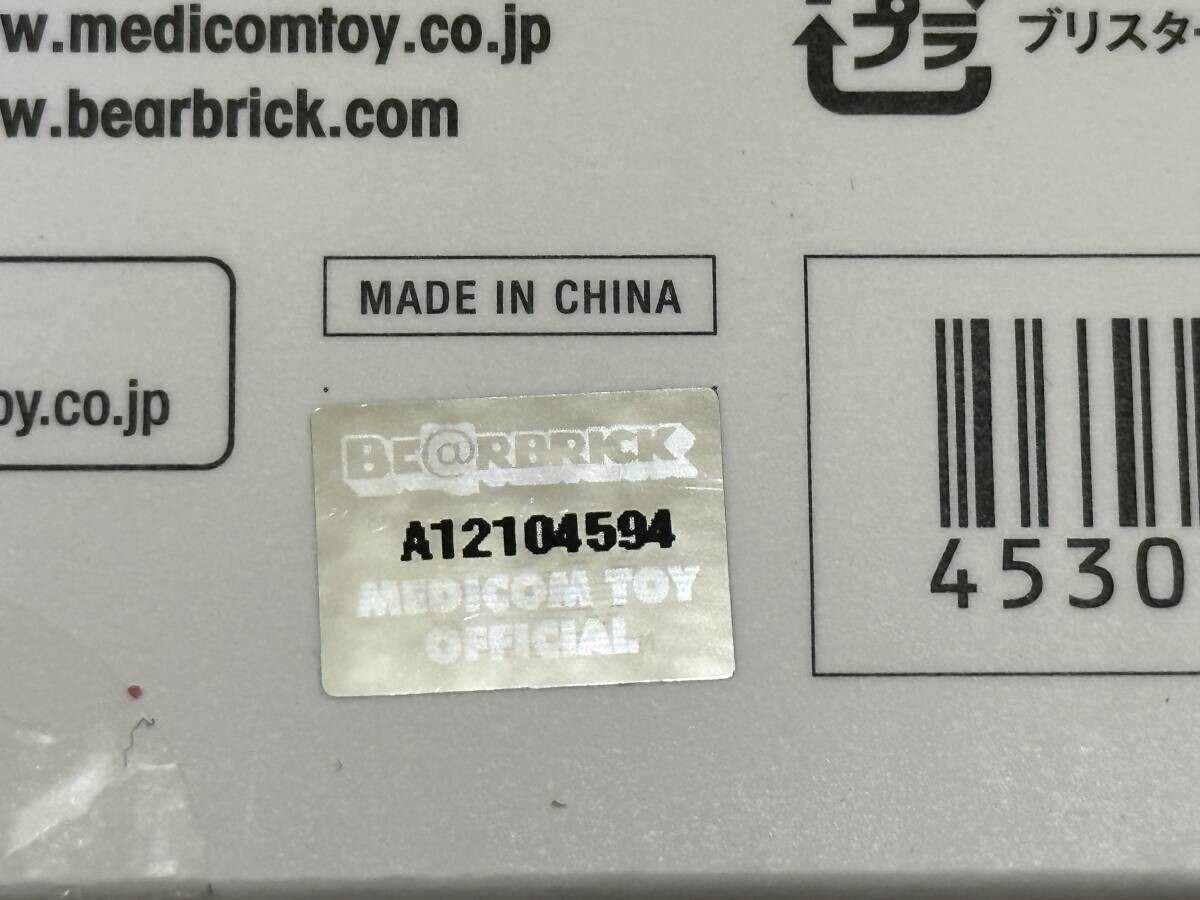 w.medicomtoy.co.jp
w.bearbrick.com
プラ
ブリスター
oy.co.jp
MADE IN CHINA
BE@RBRICK
A12104594
MEDICOM TOY
OFFICIAL
4530